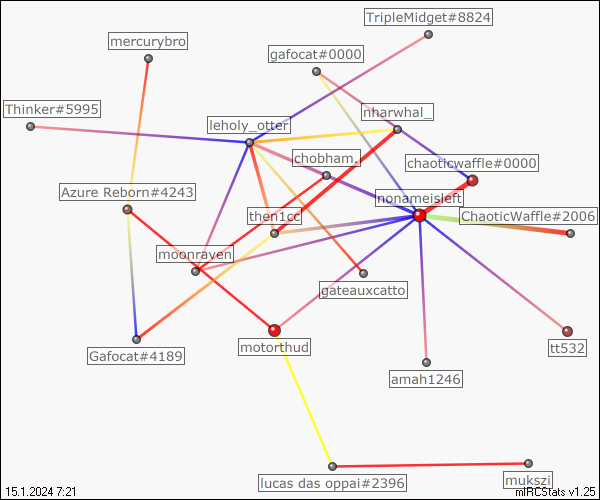 TripleMidget#8824
mercurybro
gafocat#0000
Thinker#5995
nharwhal_
leholy_otter
chobham_
chaoticwaffle#0000
Azure Reborn#4243
nonameisleft
then1cc
ChaoticWaffle#2006
moonraven
gateauxcatto
Gafocat#4189
motorthud
tt532
amah1246
lucas das oppai#2396
mukszi
15.1.2024 7:21
mIRCStats v1.25